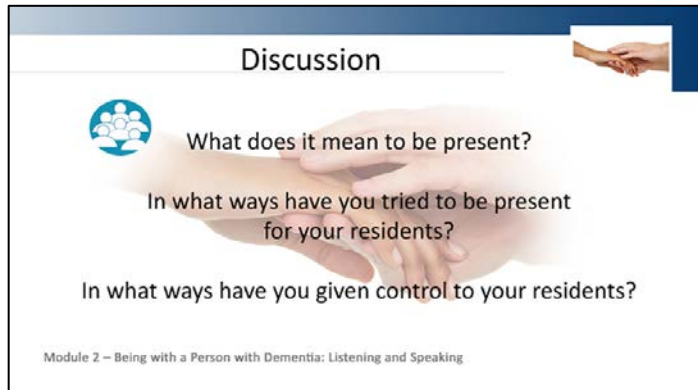 Discussion
What does it mean to be present?
In what ways have you tried to be present
for your residents?
In what ways have you given control to your residents?
Module 2 – Being with a Person with Dementia: Listening and Speaking